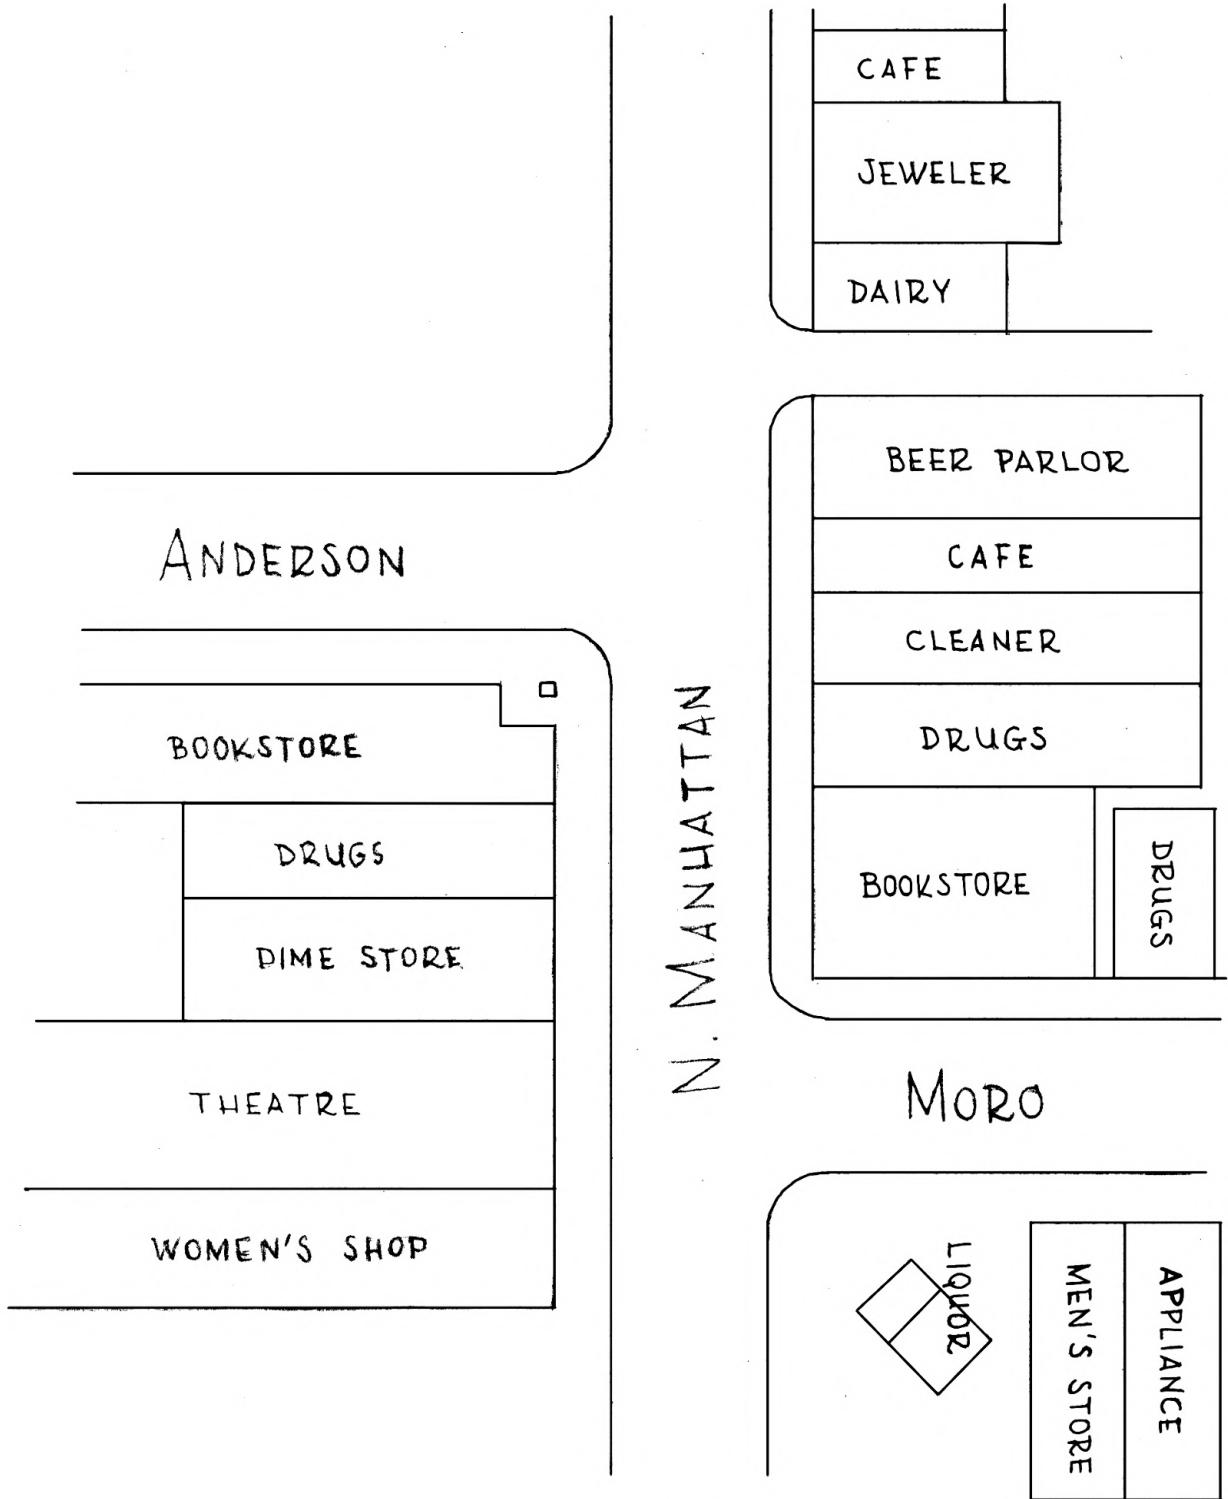 CAFE
JEWELER
DAIRY
BEER PARLOR
ANDERSON
CAFE
CLEANER
BOOKSTORE
DRUGS
DRUGS
BOOKSTORE
DRUGS
DIME STORE
N. MANHATTAN
THEATRE
MORO
WOMEN'S SHOP
LIQUOR
MEN'S STORE
APPLIANCE